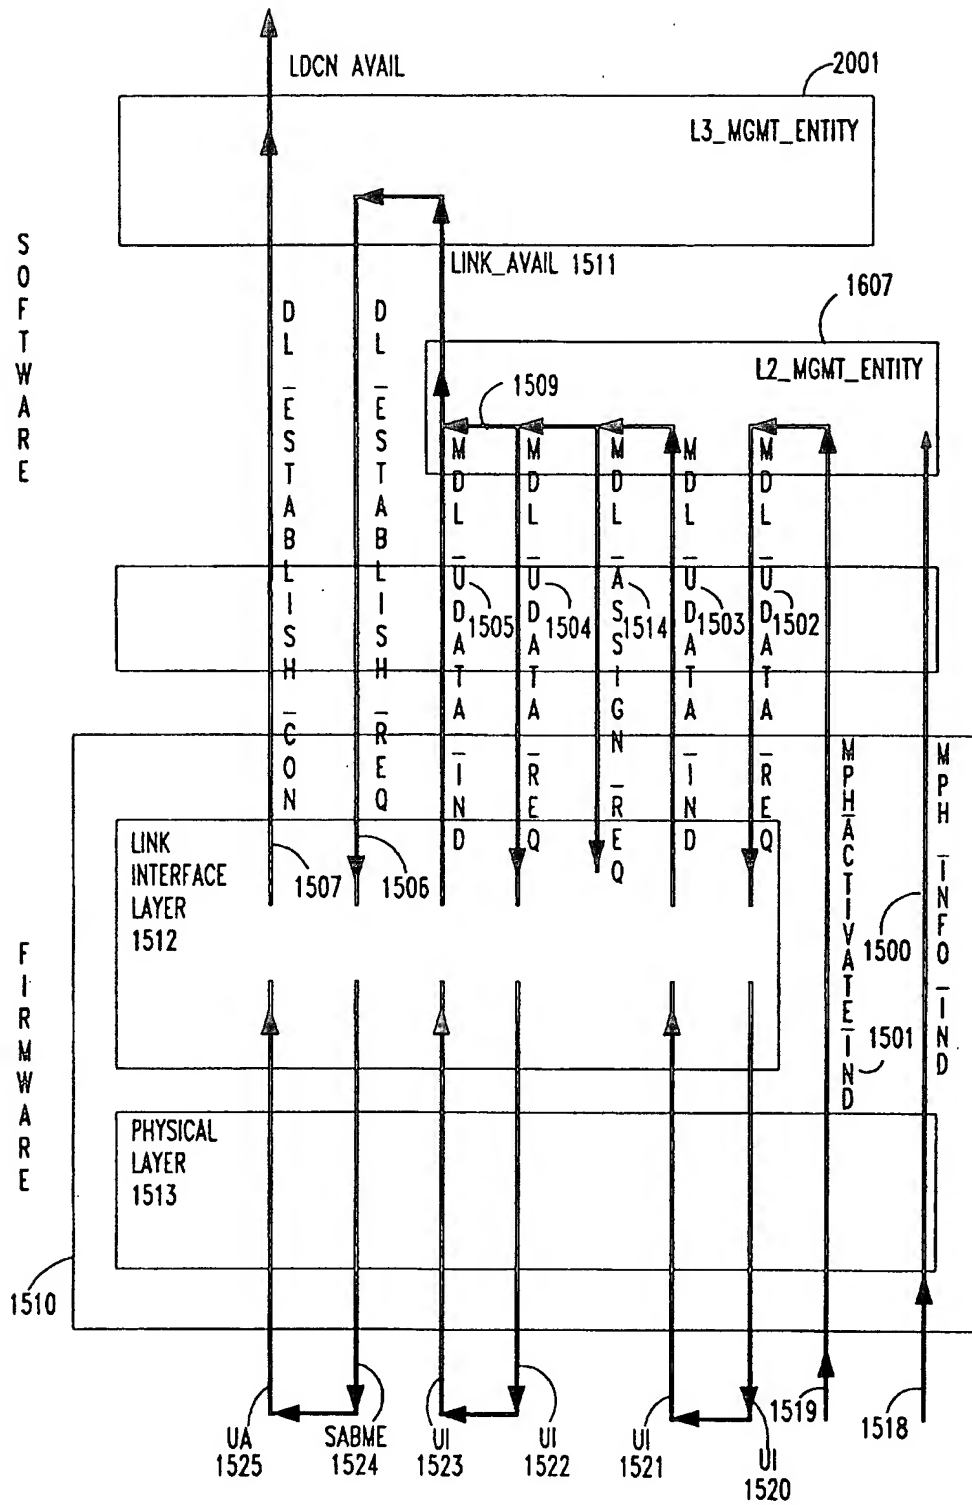 LDCN AVAIL
2001
L3_MGMT_ENTITY
SOFTWARE
LINK_AVAIL 1511
1607
L2_MGMT_ENTITY
1509
DL_ESTABLISH_CON
DL_ESTABLISH_REQ
MDL_UDATA_IND
MDL_UDATA_REQ
MDL_ASSIGN_REQ
MDL_UDATA_IND
MDL_UDATA_REQ
1505
1504
1514
1503
1502
MPH_ACTIVATE_IND
MPH_INFO_IND
LINK
INTERFACE
LAYER
1512
1507
1506
1500
1501
FIRMWARE
PHYSICAL
LAYER
1513
1510
1519
1518
UA
1525
SABME
1524
UI
1523
UI
1522
UI
1521
UI
1520